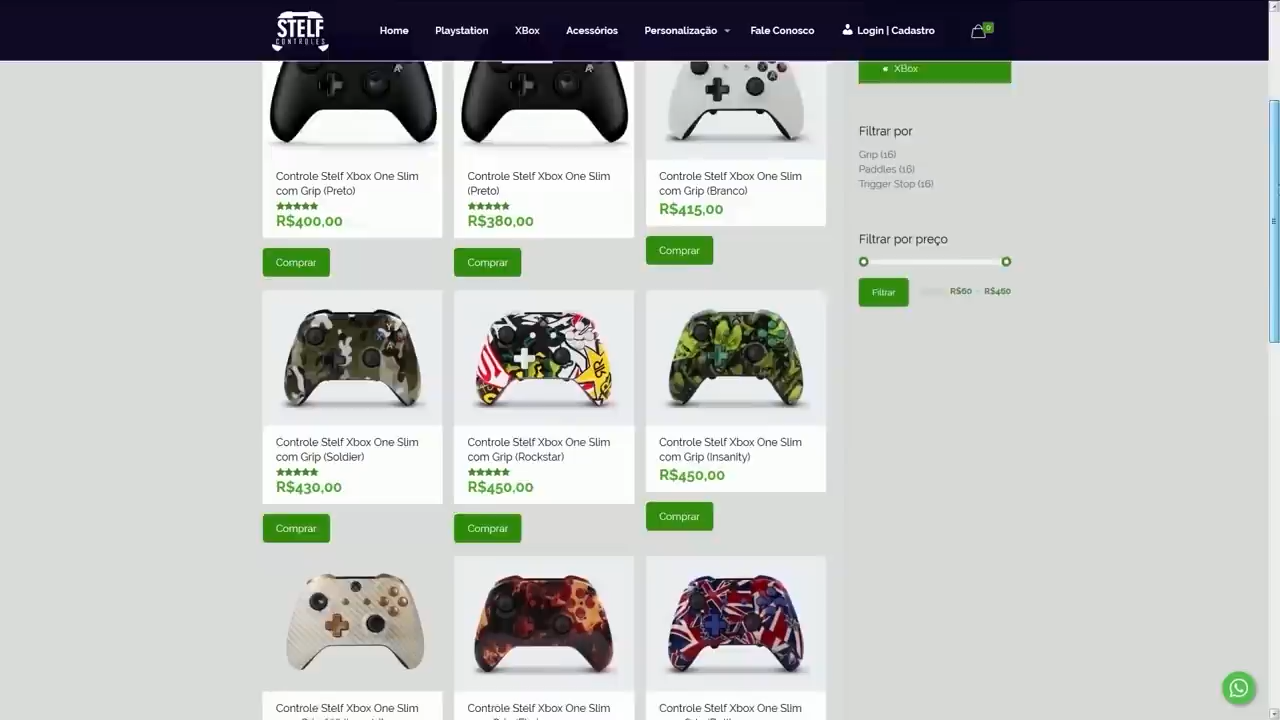 STELF
CONTROLES
Home
Playstation
XBox
Acessórios
Personalização
Fale Conosco
Login | Cadastro
0
XBox
Controle Stelf Xbox One Slim
com Grip (Preto)
R$400,00
Comprar
Controle Stelf Xbox One Slim
(Preto)
R$380,00
Comprar
Controle Stelf Xbox One Slim
com Grip (Branco)
R$415,00
Comprar
Filtrar por
Grip (16)
Paddles (16)
Trigger Stop (16)
Filtrar por preço
Filtrar
R$60 - R$460
Controle Stelf Xbox One Slim
com Grip (Soldier)
R$430,00
Comprar
Controle Stelf Xbox One Slim
com Grip (Rockstar)
R$450,00
Comprar
Controle Stelf Xbox One Slim
com Grip (Insanity)
R$450,00
Comprar
Controle Stelf Xbox One Slim
Controle Stelf Xbox One Slim
Controle Stelf Xbox One Slim